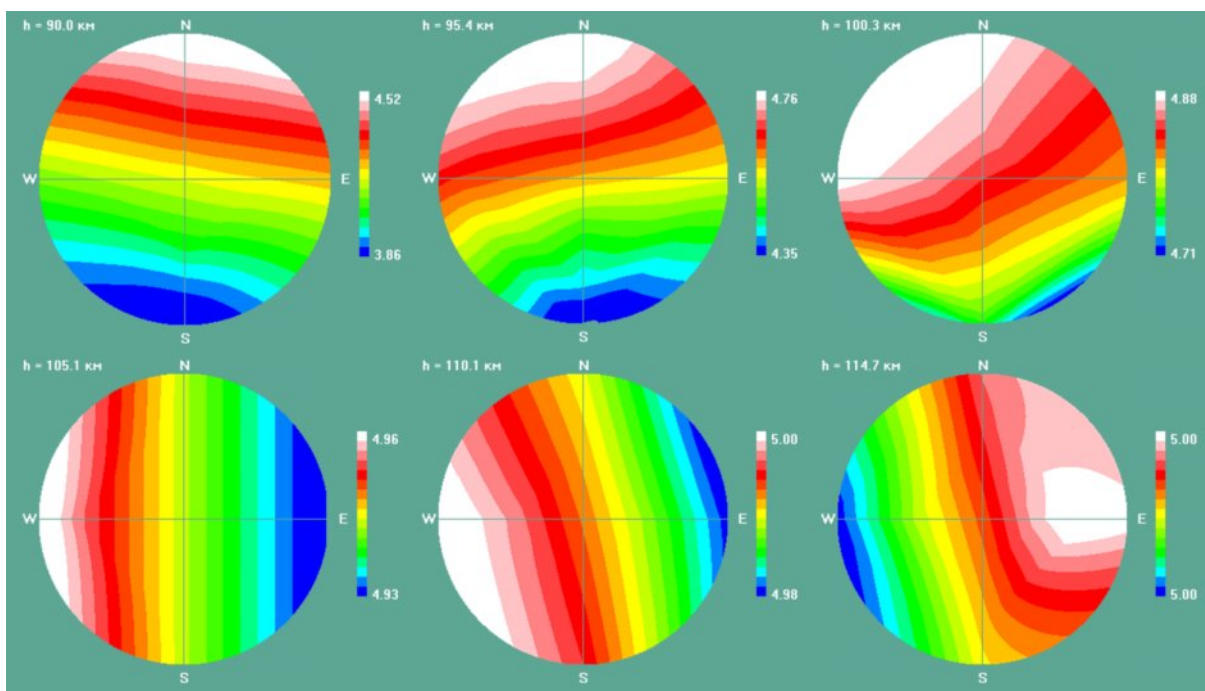 h = 90.0 км
N
4.52
W
E
3.86
S
h = 95.4 км
N
4.76
W
E
4.35
S
h = 100.3 км
N
4.88
W
E
4.71
S
h = 105.1 км
N
4.96
W
E
4.93
S
h = 110.1 км
N
5.00
W
E
4.98
S
h = 114.7 км
N
5.00
W
E
5.00
S